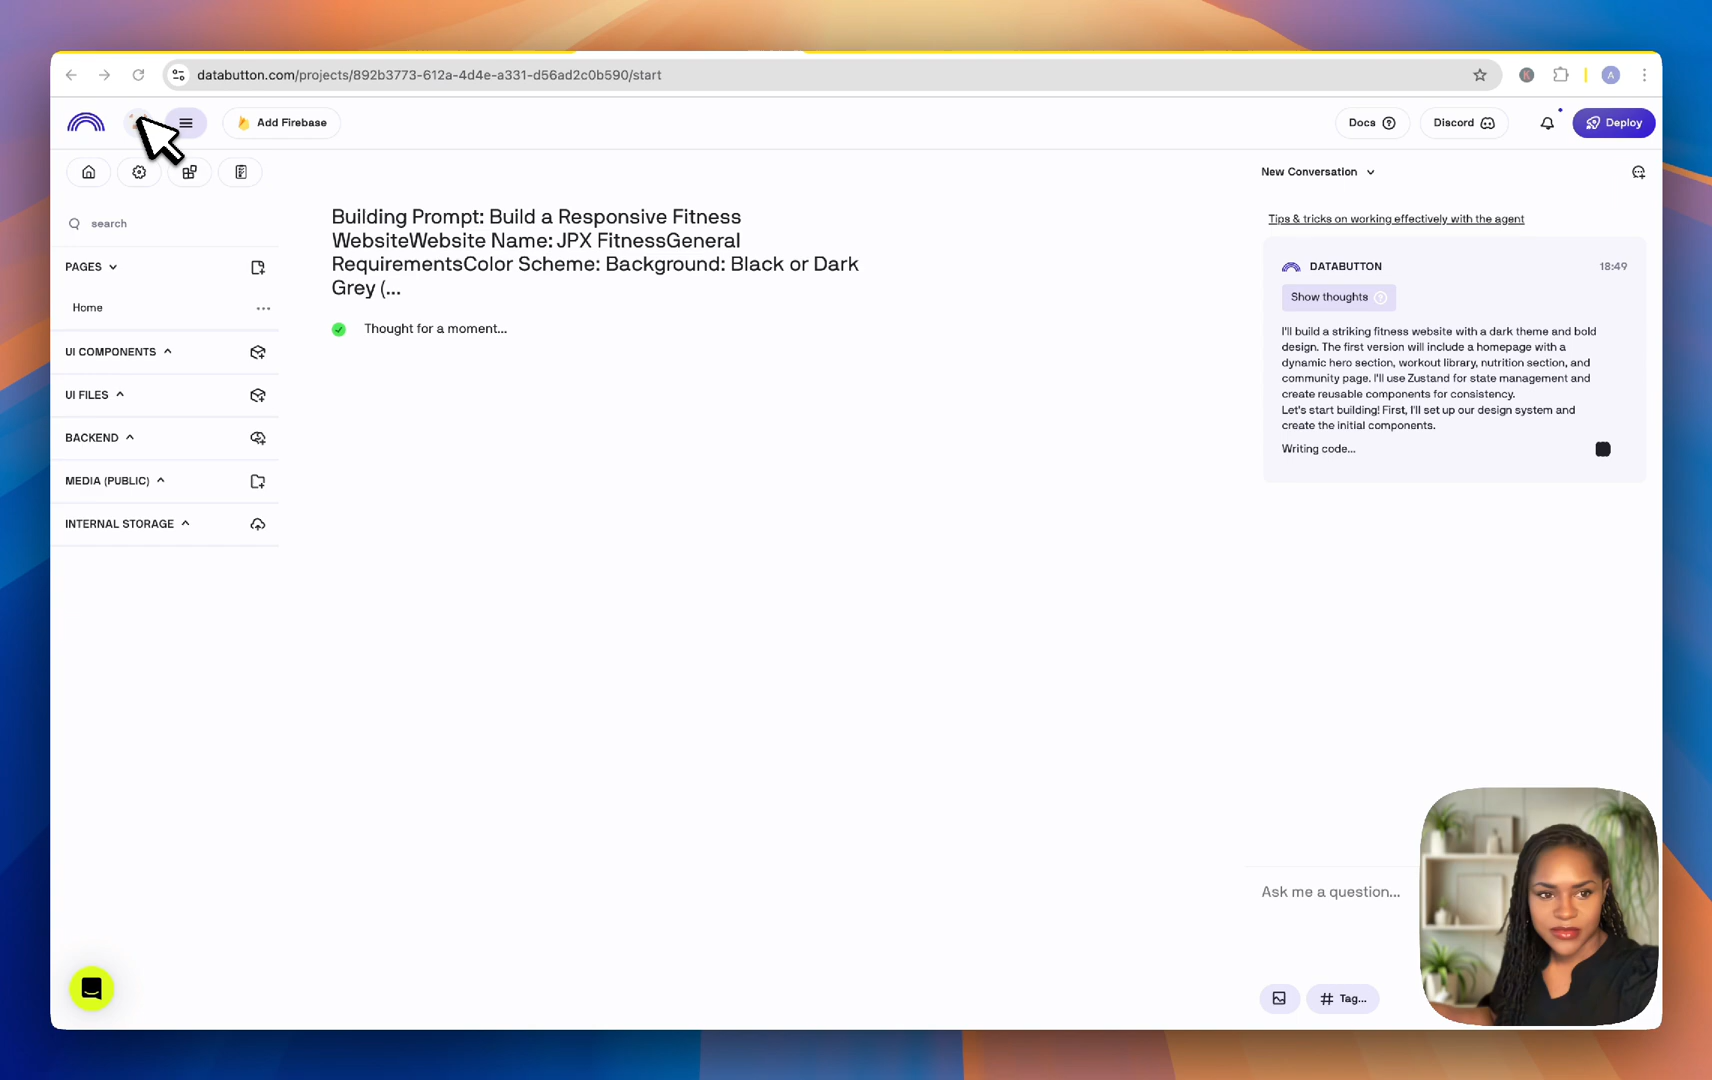 databutton.com/projects/892b3773-612a-4d4e-a331-d56ad2c0b590/start
A
Add Firebase
Docs
Discord
Deploy
search
PAGES
Home
UI COMPONENTS
UI FILES
BACKEND
MEDIA (PUBLIC)
INTERNAL STORAGE
Building Prompt: Build a Responsive Fitness
WebsiteWebsite Name: JPX FitnessGeneral
RequirementsColor Scheme: Background: Black or Dark
Grey (...
Thought for a moment...
New Conversation
Tips & tricks on working effectively with the agent
DATABUTTON 18:49
Show thoughts
I'll build a striking fitness website with a dark theme and bold
design. The first version will include a homepage with a
dynamic hero section, workout library, nutrition section, and
community page. I'll use Zustand for state management and
create reusable components for consistency.
Let's start building! First, I'll set up our design system and
create the initial components.
Writing code...
Ask me a question...
Tag...